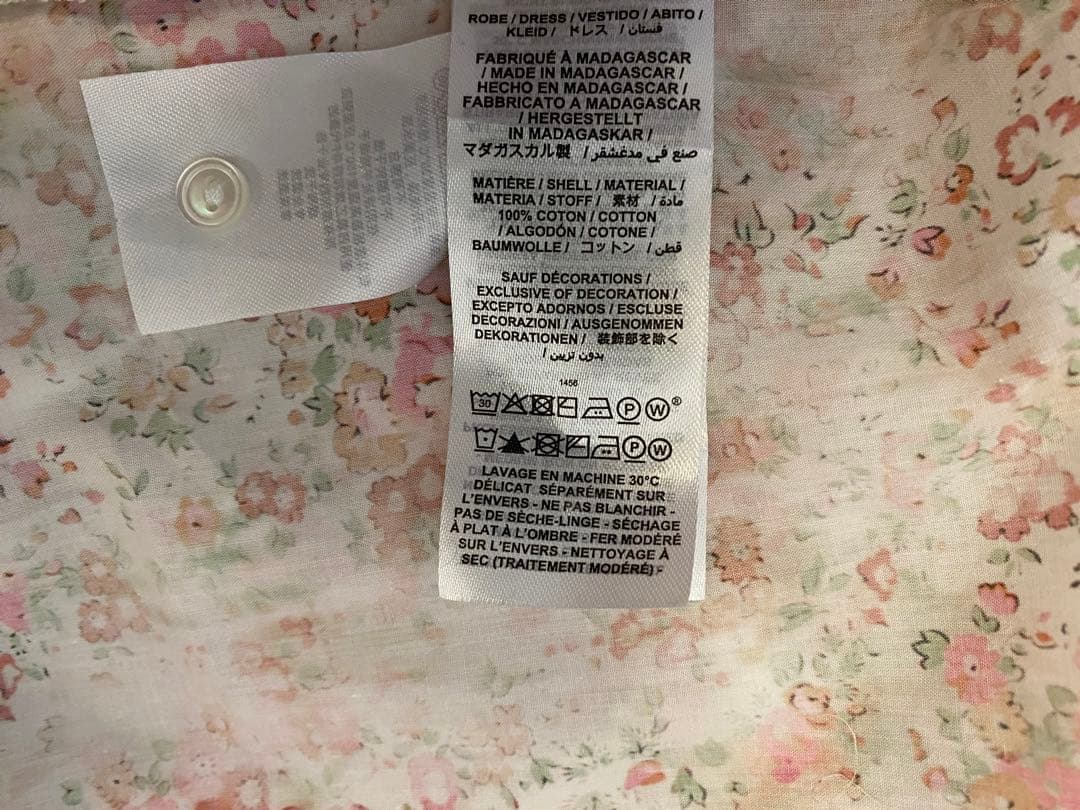 ROBE / DRESS / VESTIDO / ABITO /
KLEID / ドレス / فستان
FABRIQUÉ À MADAGASCAR
/ MADE IN MADAGASCAR /
HECHO EN MADAGASCAR /
FABBRICATO A MADAGASCAR
/ HERGESTELLT
IN MADAGASKAR /
マダガスカル製 / صنع في مدغشقر
MATIÈRE / SHELL / MATERIAL /
MATERIA / STOFF / 素材 / مادة
100% COTON / COTTON
/ ALGODÓN / COTONE /
BAUMWOLLE / コットン / قطن
SAUF DÉCORATIONS /
EXCLUSIVE OF DECORATION /
EXCEPTO ADORNOS / ESCLUSE
DECORAZIONI / AUSGENOMMEN
DEKORATIONEN / 装飾部を除く
/ بدون تزيين
1456
30 P W®
P W
LAVAGE EN MACHINE 30°C
DÉLICAT SÉPARÉMENT SUR
L'ENVERS - NE PAS BLANCHIR -
PAS DE SÈCHE-LINGE - SÉCHAGE
À PLAT À L'OMBRE - FER MODÉRÉ
SUR L'ENVERS - NETTOYAGE À
SEC (TRAITEMENT MODÉRÉ) -